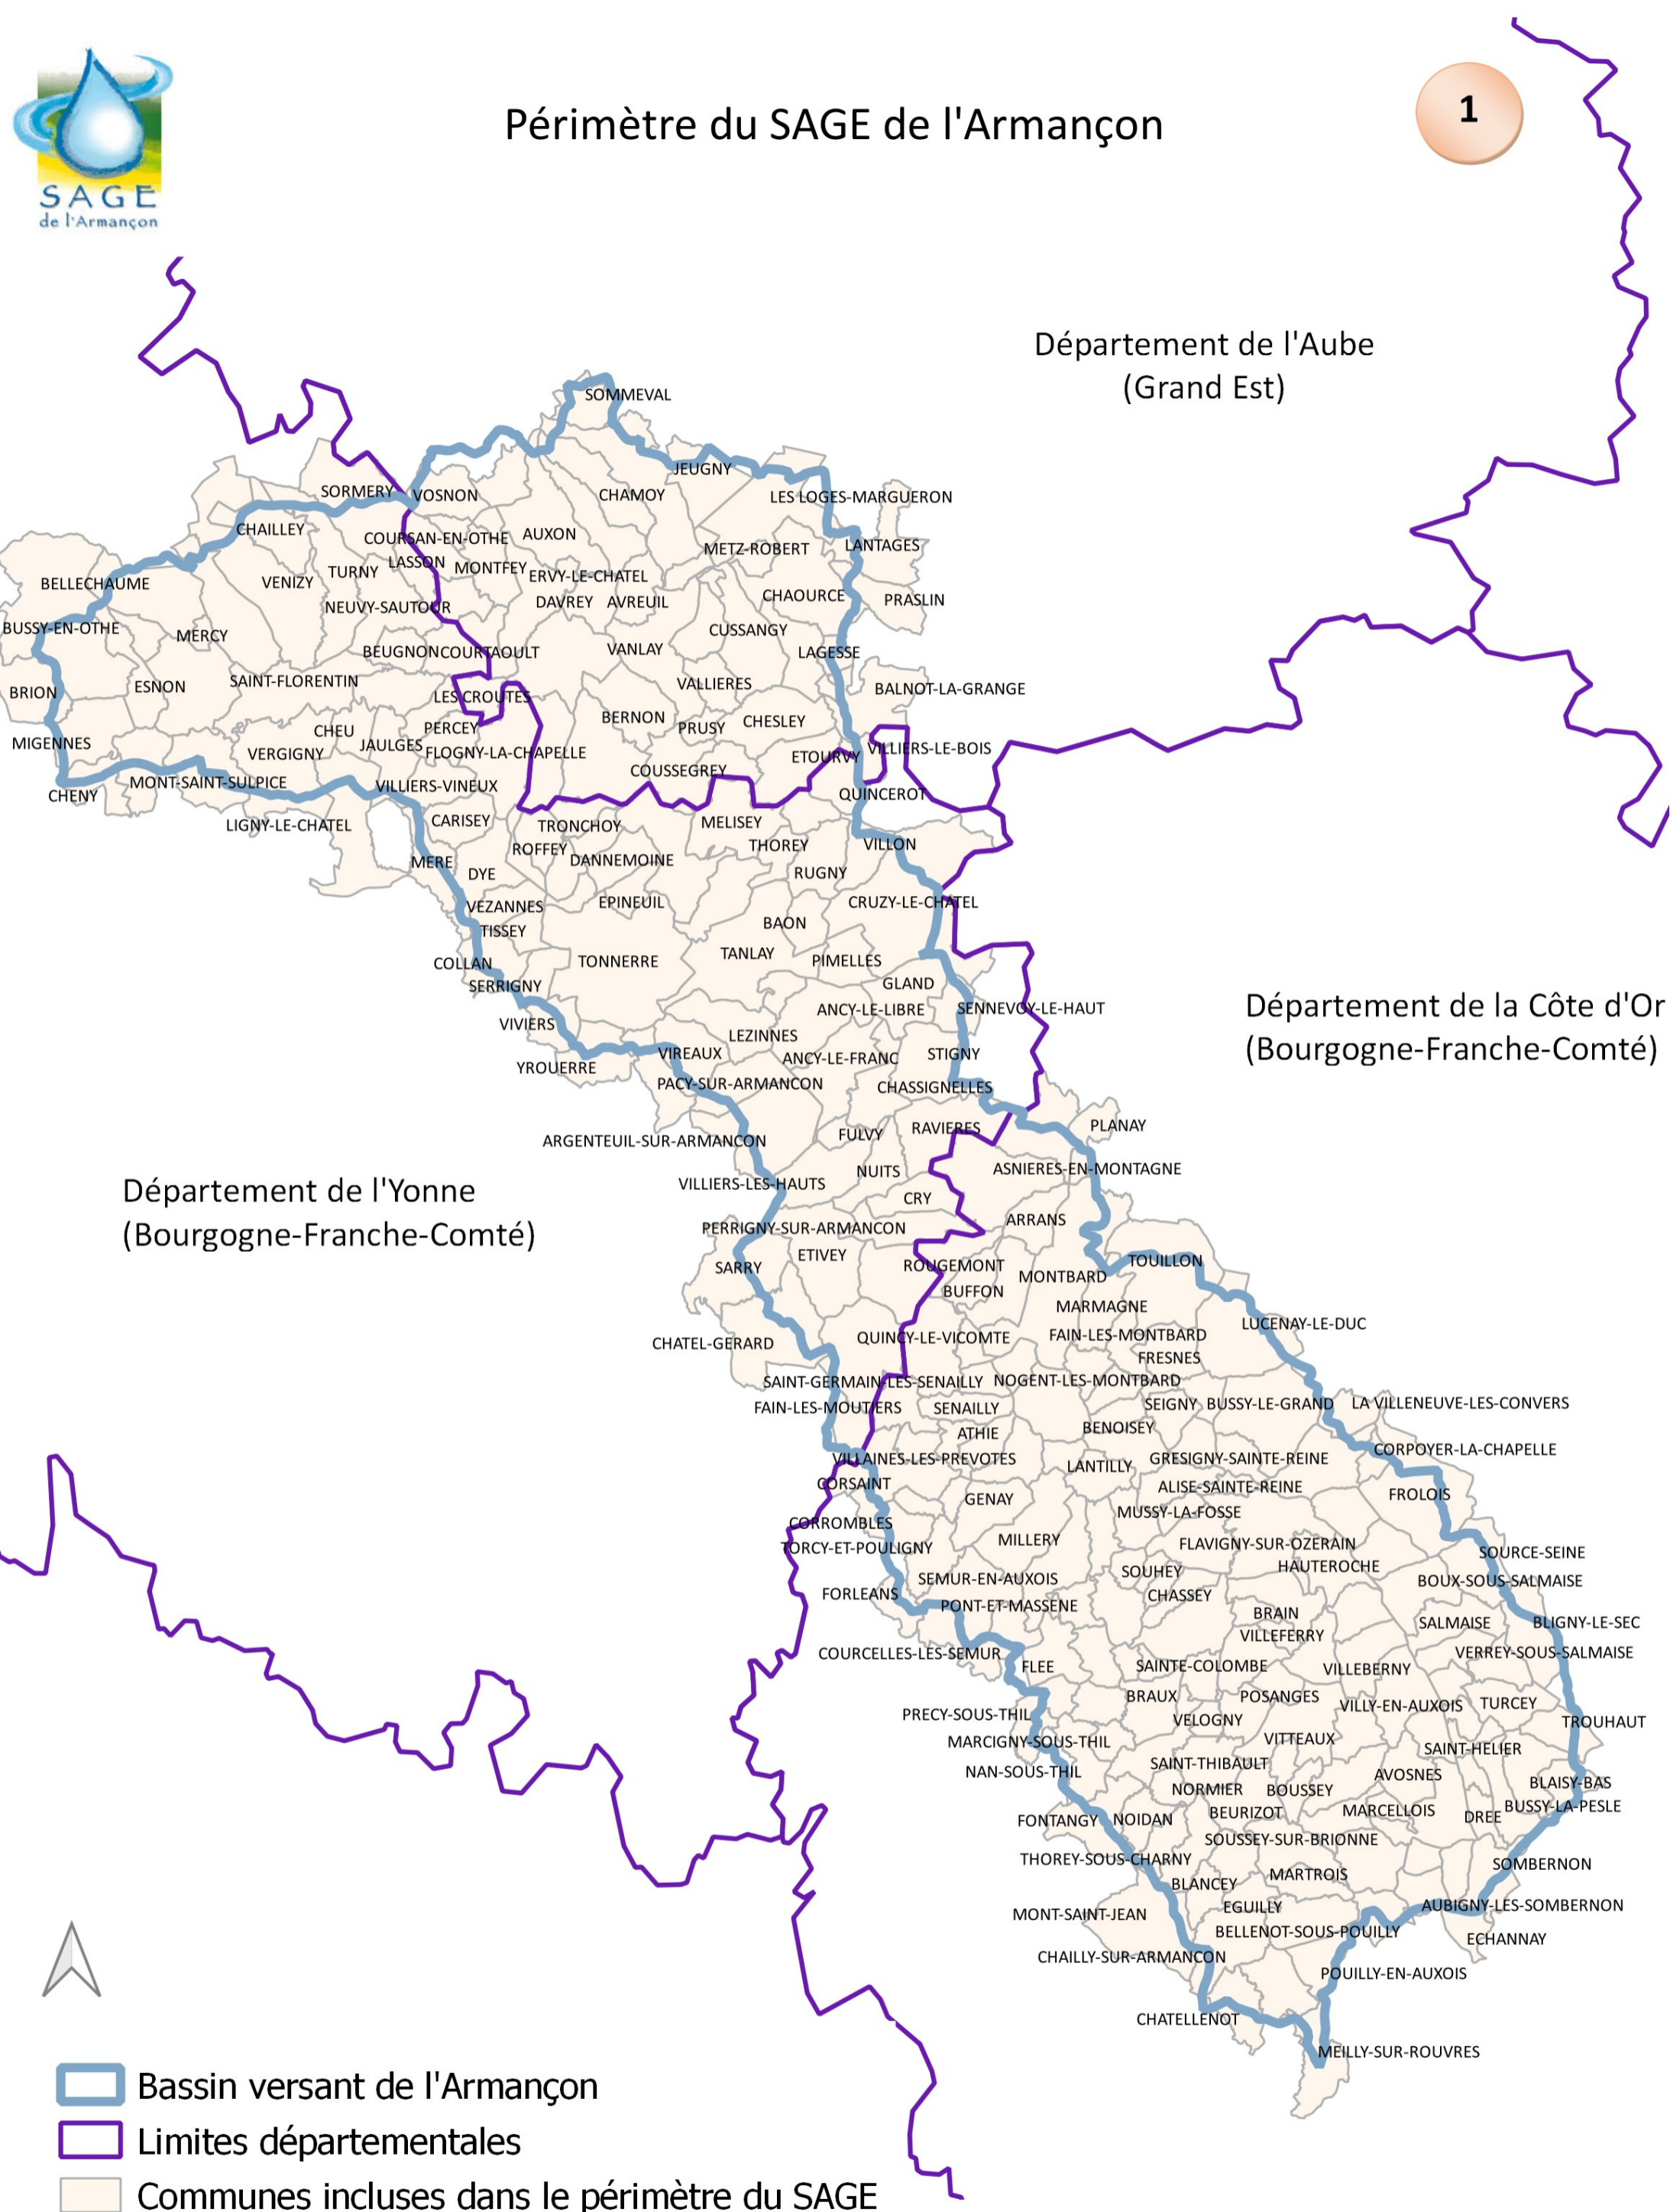 SAGE
de l'Armançon
Périmètre du SAGE de l'Armançon
1
Département de l'Aube
(Grand Est)
SOMMEVAL
JEUGNY
SORMERY
VOSNON
CHAMOY
LES LOGES-MARGUERON
CHAILLEY
COURSAN-EN-OTHE
AUXON
METZ-ROBERT
LANTAGES
LASSON
TURNY
MONTFEY
ERVY-LE-CHATEL
BELLECHAUME
VENIZY
NEUVY-SAUTOUR
DAVREY
AVREUIL
CHAOURCE
PRASLIN
BUSSY-EN-OTHE
MERCY
CUSSANGY
BEUGNON
COURTAOULT
VANLAY
LAGESSE
BRION
ESNON
SAINT-FLORENTIN
LES CROUTES
VALLIERES
BALNOT-LA-GRANGE
MIGENNES
CHEU
PERCEY
BERNON
PRUSY
CHESLEY
VERGIGNY
JAULGES
FLOGNY-LA-CHAPELLE
ETOURVY
VILLIERS-LE-BOIS
COUSSEGREY
CHENY
MONT-SAINT-SULPICE
VILLIERS-VINEUX
QUINCEROT
LIGNY-LE-CHATEL
CARISEY
TRONCHOY
MELISEY
ROFFEY
THOREY
VILLON
MERE
DYE
DANNEMOINE
RUGNY
VEZANNES
EPINEUIL
CRUZY-LE-CHATEL
TISSEY
BAON
COLLAN
TONNERRE
TANLAY
PIMELLES
SERRIGNY
GLAND
ANCY-LE-LIBRE
SENNEVOY-LE-HAUT
Département de la Côte d'Or
(Bourgogne-Franche-Comté)
VIVIERS
LEZINNES
YROUERRE
VIREAUX
ANCY-LE-FRANC
STIGNY
PACY-SUR-ARMANCON
CHASSIGNELLES
ARGENTEUIL-SUR-ARMANCON
FULVY
RAVIERES
PLANAY
Département de l'Yonne
(Bourgogne-Franche-Comté)
VILLIERS-LES-HAUTS
NUITS
ASNIERES-EN-MONTAGNE
CRY
PERRIGNY-SUR-ARMANCON
ARRANS
SARRY
ETIVEY
ROUGEMONT
MONTBARD
TOUILLON
BUFFON
MARMAGNE
LUCENAY-LE-DUC
CHATEL-GERARD
QUINCY-LE-VICOMTE
FAIN-LES-MONTBARD
FRESNES
SAINT-GERMAIN-LES-SENAILLY
NOGENT-LES-MONTBARD
FAIN-LES-MOUTIERS
SENAILLY
SEIGNY
BUSSY-LE-GRAND
LA VILLENEUVE-LES-CONVERS
ATHIE
BENOISEY
VILLAINES-LES-PREVOTES
LANTILLY
GRESIGNY-SAINTE-REINE
CORPOYER-LA-CHAPELLE
CORSAINT
GENAY
ALISE-SAINTE-REINE
FROLOIS
MUSSY-LA-FOSSE
CORROMBLES
TORCY-ET-POULIGNY
MILLERY
FLAVIGNY-SUR-OZERAIN
SOURCE-SEINE
HAUTEROCHE
SEMUR-EN-AUXOIS
SOUHEY
BOUX-SOUS-SALMAISE
FORLEANS
PONT-ET-MASSENE
CHASSEY
BRAIN
SALMAISE
BLIGNY-LE-SEC
VILLEFERRY
COURCELLES-LES-SEMUR
FLEE
SAINTE-COLOMBE
VILLEBERNY
VERREY-SOUS-SALMAISE
PRECY-SOUS-THIL
BRAUX
POSANGES
VILLY-EN-AUXOIS
TURCEY
VELOGNY
TROUHAUT
MARCIGNY-SOUS-THIL
VITTEAUX
SAINT-HELIER
NAN-SOUS-THIL
SAINT-THIBAULT
AVOSNES
BLAISY-BAS
NORMIER
BOUSSEY
FONTANGY
NOIDAN
BEURIZOT
MARCELLOIS
DREE
BUSSY-LA-PESLE
SOUSSEY-SUR-BRIONNE
THOREY-SOUS-CHARNY
MARTROIS
SOMBERNON
BLANCEY
MONT-SAINT-JEAN
EGUILLY
AUBIGNY-LES-SOMBERNON
BELLENOT-SOUS-POUILLY
ECHANNAY
CHAILLY-SUR-ARMANCON
POUILLY-EN-AUXOIS
CHATELLENOT
MEILLY-SUR-ROUVRES
Bassin versant de l'Armançon
Limites départementales
Communes incluses dans le périmètre du SAGE